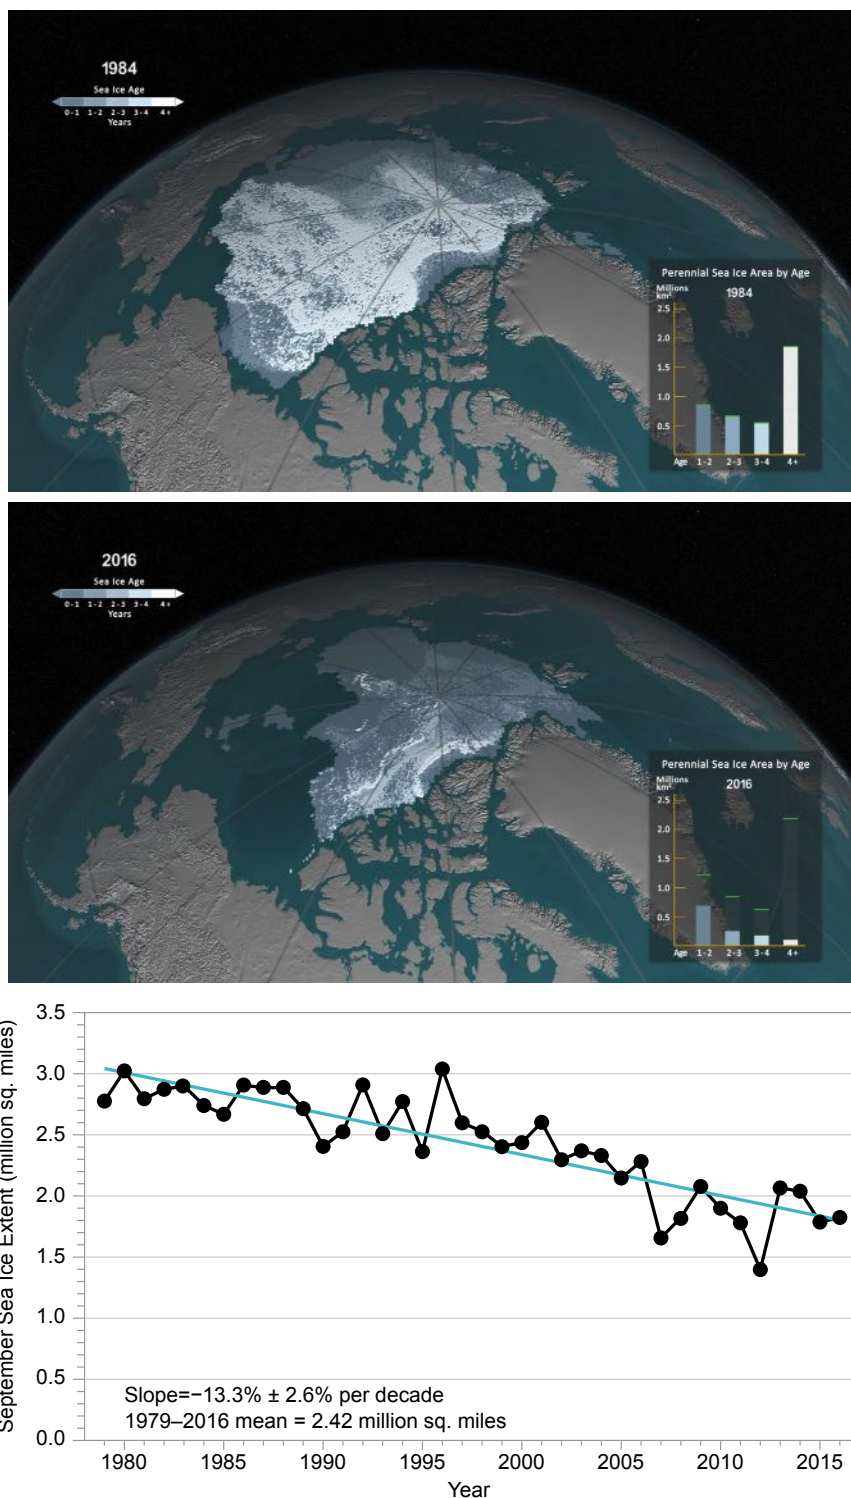 1984
Sea Ice Age
0-1 1-2 2-3 3-4 4+
Years
Perennial Sea Ice Area by Age
Millions
km²
1984
2.5
2.0
1.5
1.0
0.5
Age 1-2 2-3 3-4 4+
2016
Sea Ice Age
0-1 1-2 2-3 3-4 4+
Years
Perennial Sea Ice Area by Age
Millions
km²
2016
2.5
2.0
1.5
1.0
0.5
Age 1-2 2-3 3-4 4+
September Sea Ice Extent (million sq. miles)
3.5
3.0
2.5
2.0
1.5
1.0
0.5
0.0
Slope=−13.3% ± 2.6% per decade
1979–2016 mean = 2.42 million sq. miles
1980 1985 1990 1995 2000 2005 2010 2015
Year